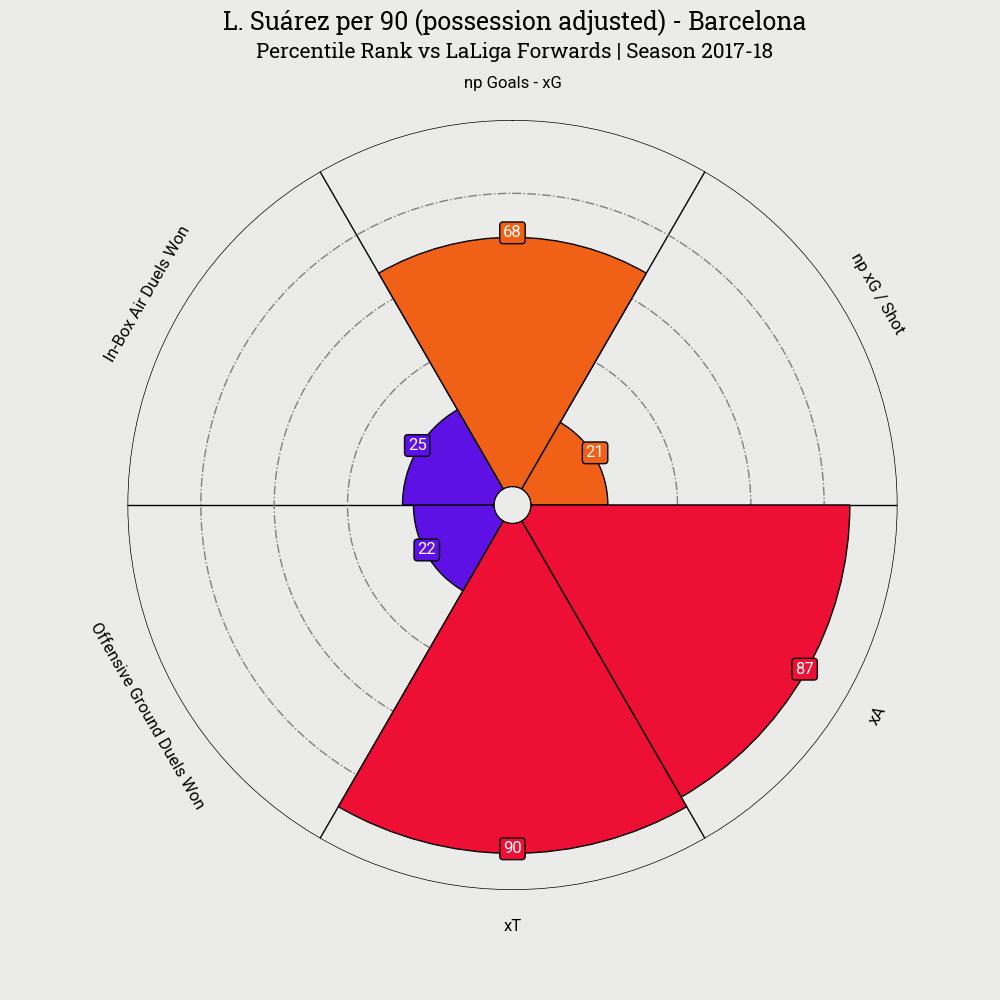 L. Suárez per 90 (possession adjusted) - Barcelona
Percentile Rank vs LaLiga Forwards | Season 2017-18
np Goals - xG
68
In-Box Air Duels Won
np xG / Shot
25
21
22
Offensive Ground Duels Won
87
xA
90
xT